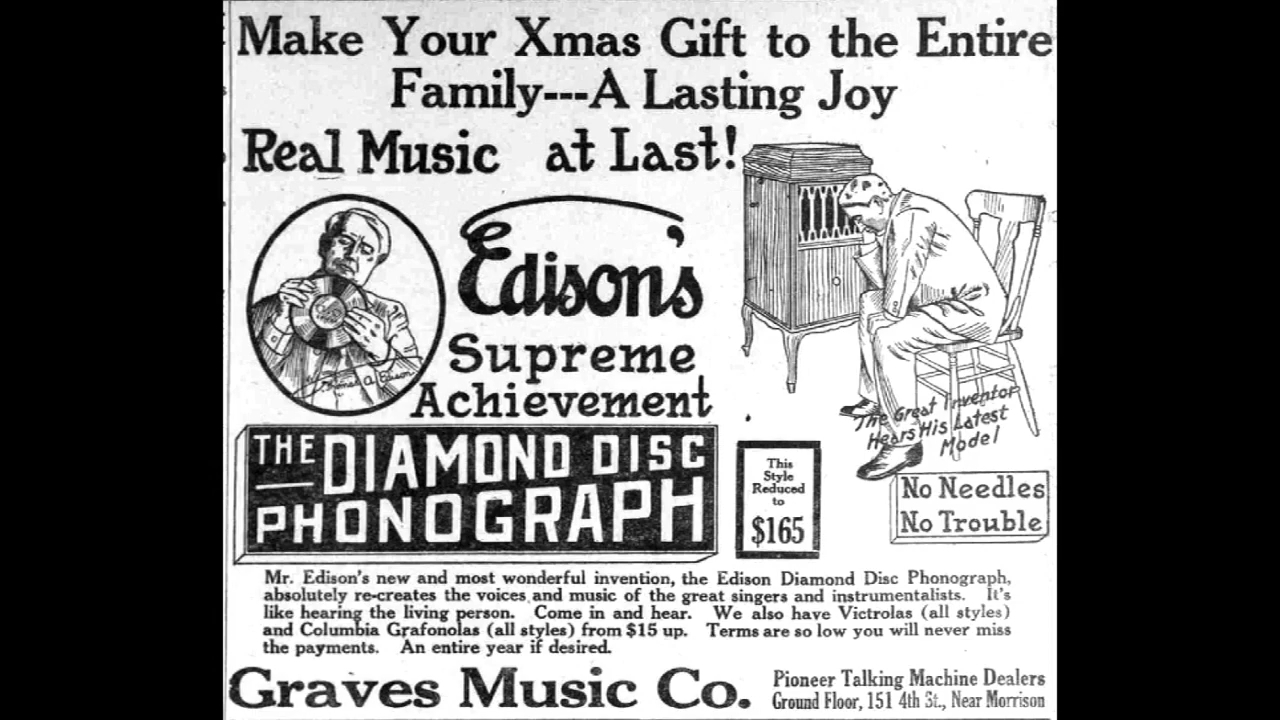 Make Your Xmas Gift to the Entire
Family---A Lasting Joy
Real Music at Last!
Thomas A Edison
Edison's
Supreme
Achievement
THE DIAMOND DISC
PHONOGRAPH
This
Style
Reduced
to
$165
The Great Inventor
Hears His Latest
Model
No Needles
No Trouble
Mr. Edison's new and most wonderful invention, the Edison Diamond Disc Phonograph,
absolutely re-creates the voices and music of the great singers and instrumentalists. It's
like hearing the living person. Come in and hear. We also have Victrolas (all styles)
and Columbia Grafonolas (all styles) from $15 up. Terms are so low you will never miss
the payments. An entire year if desired.
Graves Music Co.
Pioneer Talking Machine Dealers
Ground Floor, 151 4th St., Near Morrison